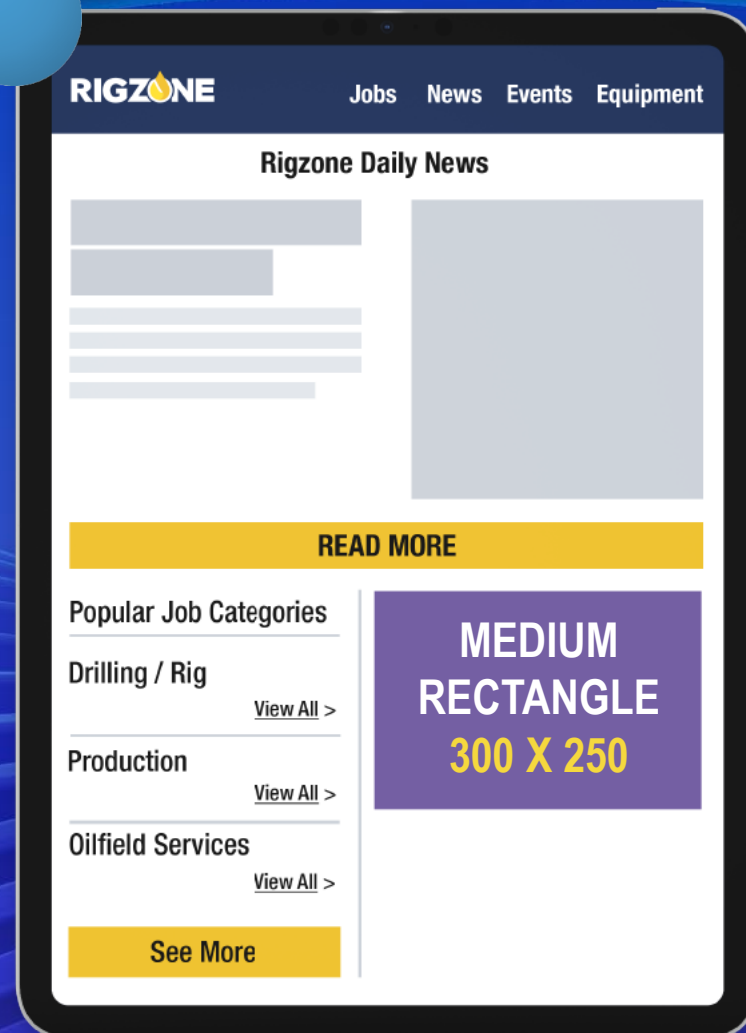 RIGZONE
Jobs News Events Equipment
Rigzone Daily News
READ MORE
Popular Job Categories
Drilling / Rig
View All >
Production
View All >
Oilfield Services
View All >
See More
MEDIUM
RECTANGLE
300 X 250